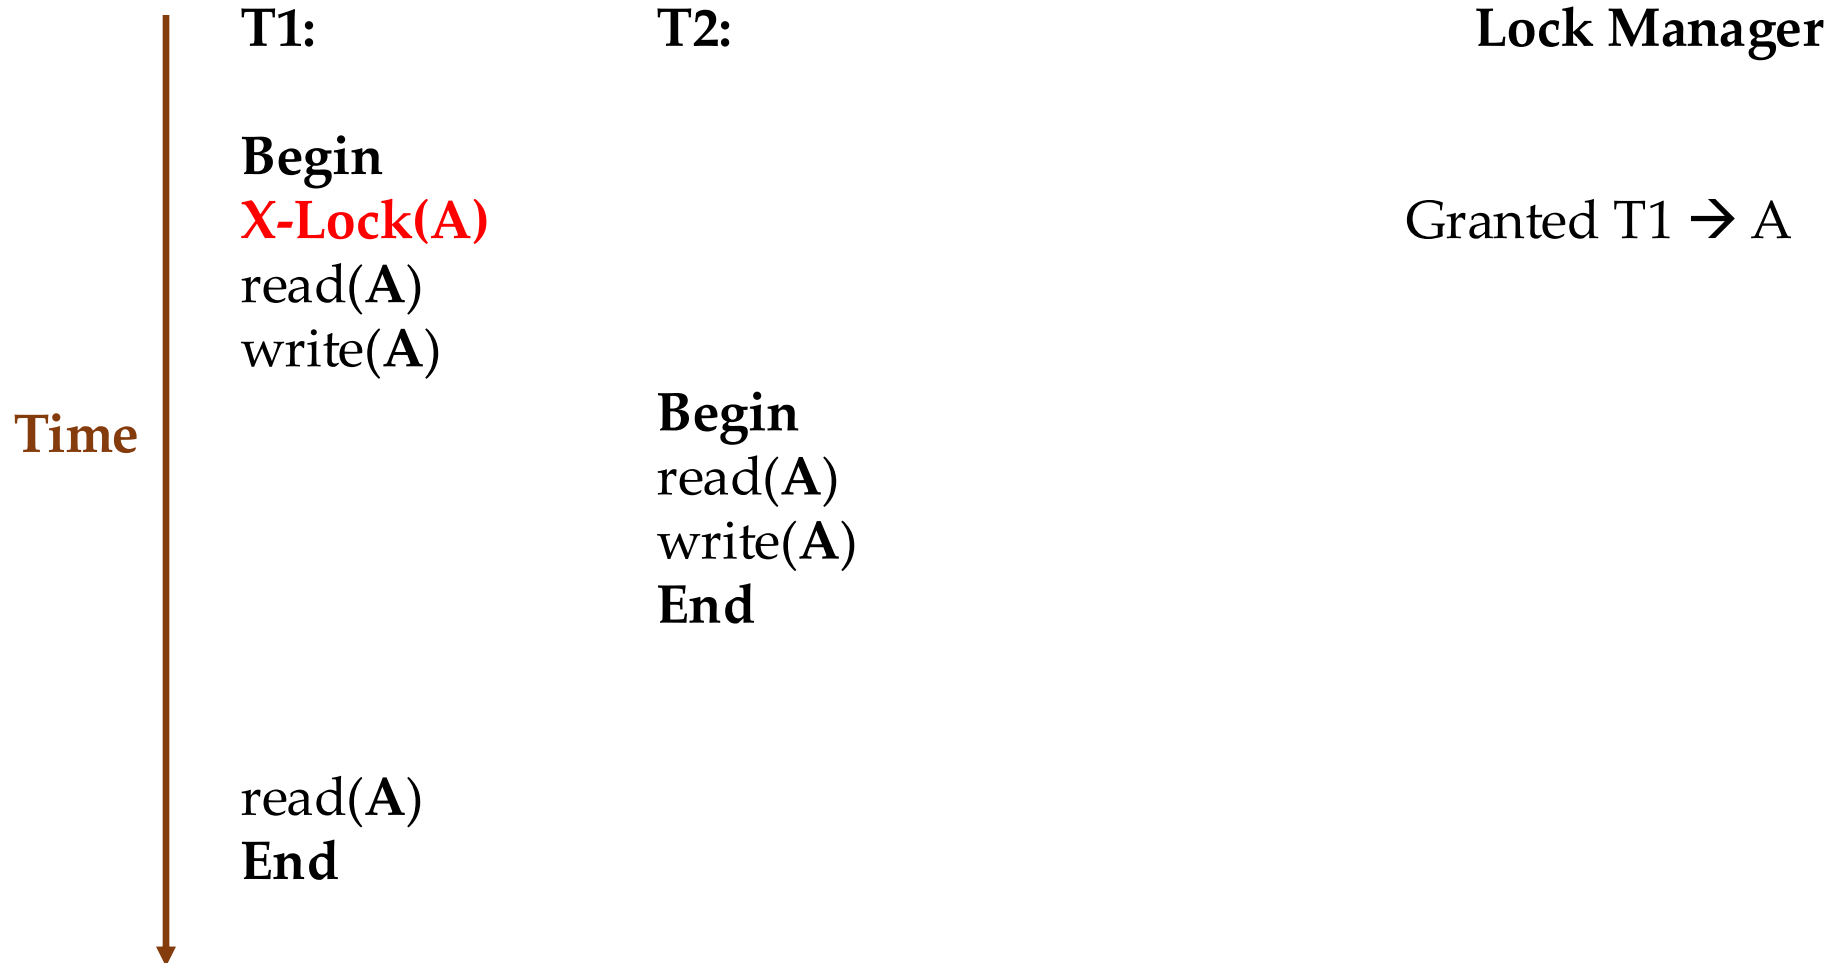 T1: T2: Lock Manager
Begin
X-Lock(A) Granted T1 → A
read(A)
write(A)
Begin
Time
read(A)
write(A)
End
read(A)
End